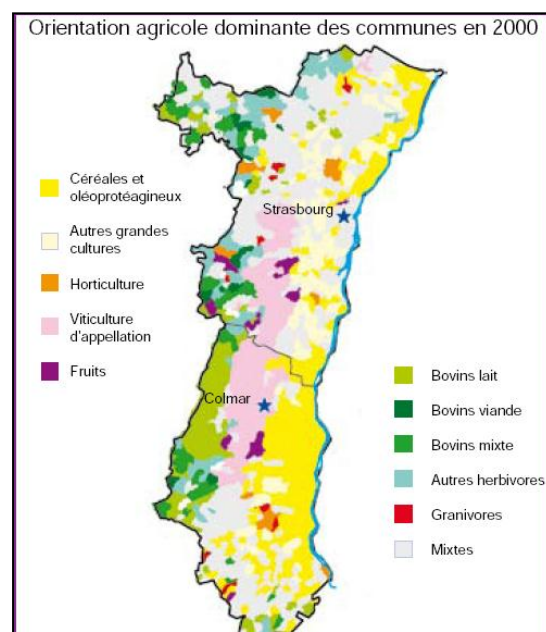 Orientation agricole dominante des communes en 2000
Céréales et
oléoprotéagineux
Autres grandes
cultures
Horticulture
Viticulture
d'appellation
Fruits
Strasbourg
Colmar
Bovins lait
Bovins viande
Bovins mixte
Autres herbivores
Granivores
Mixtes